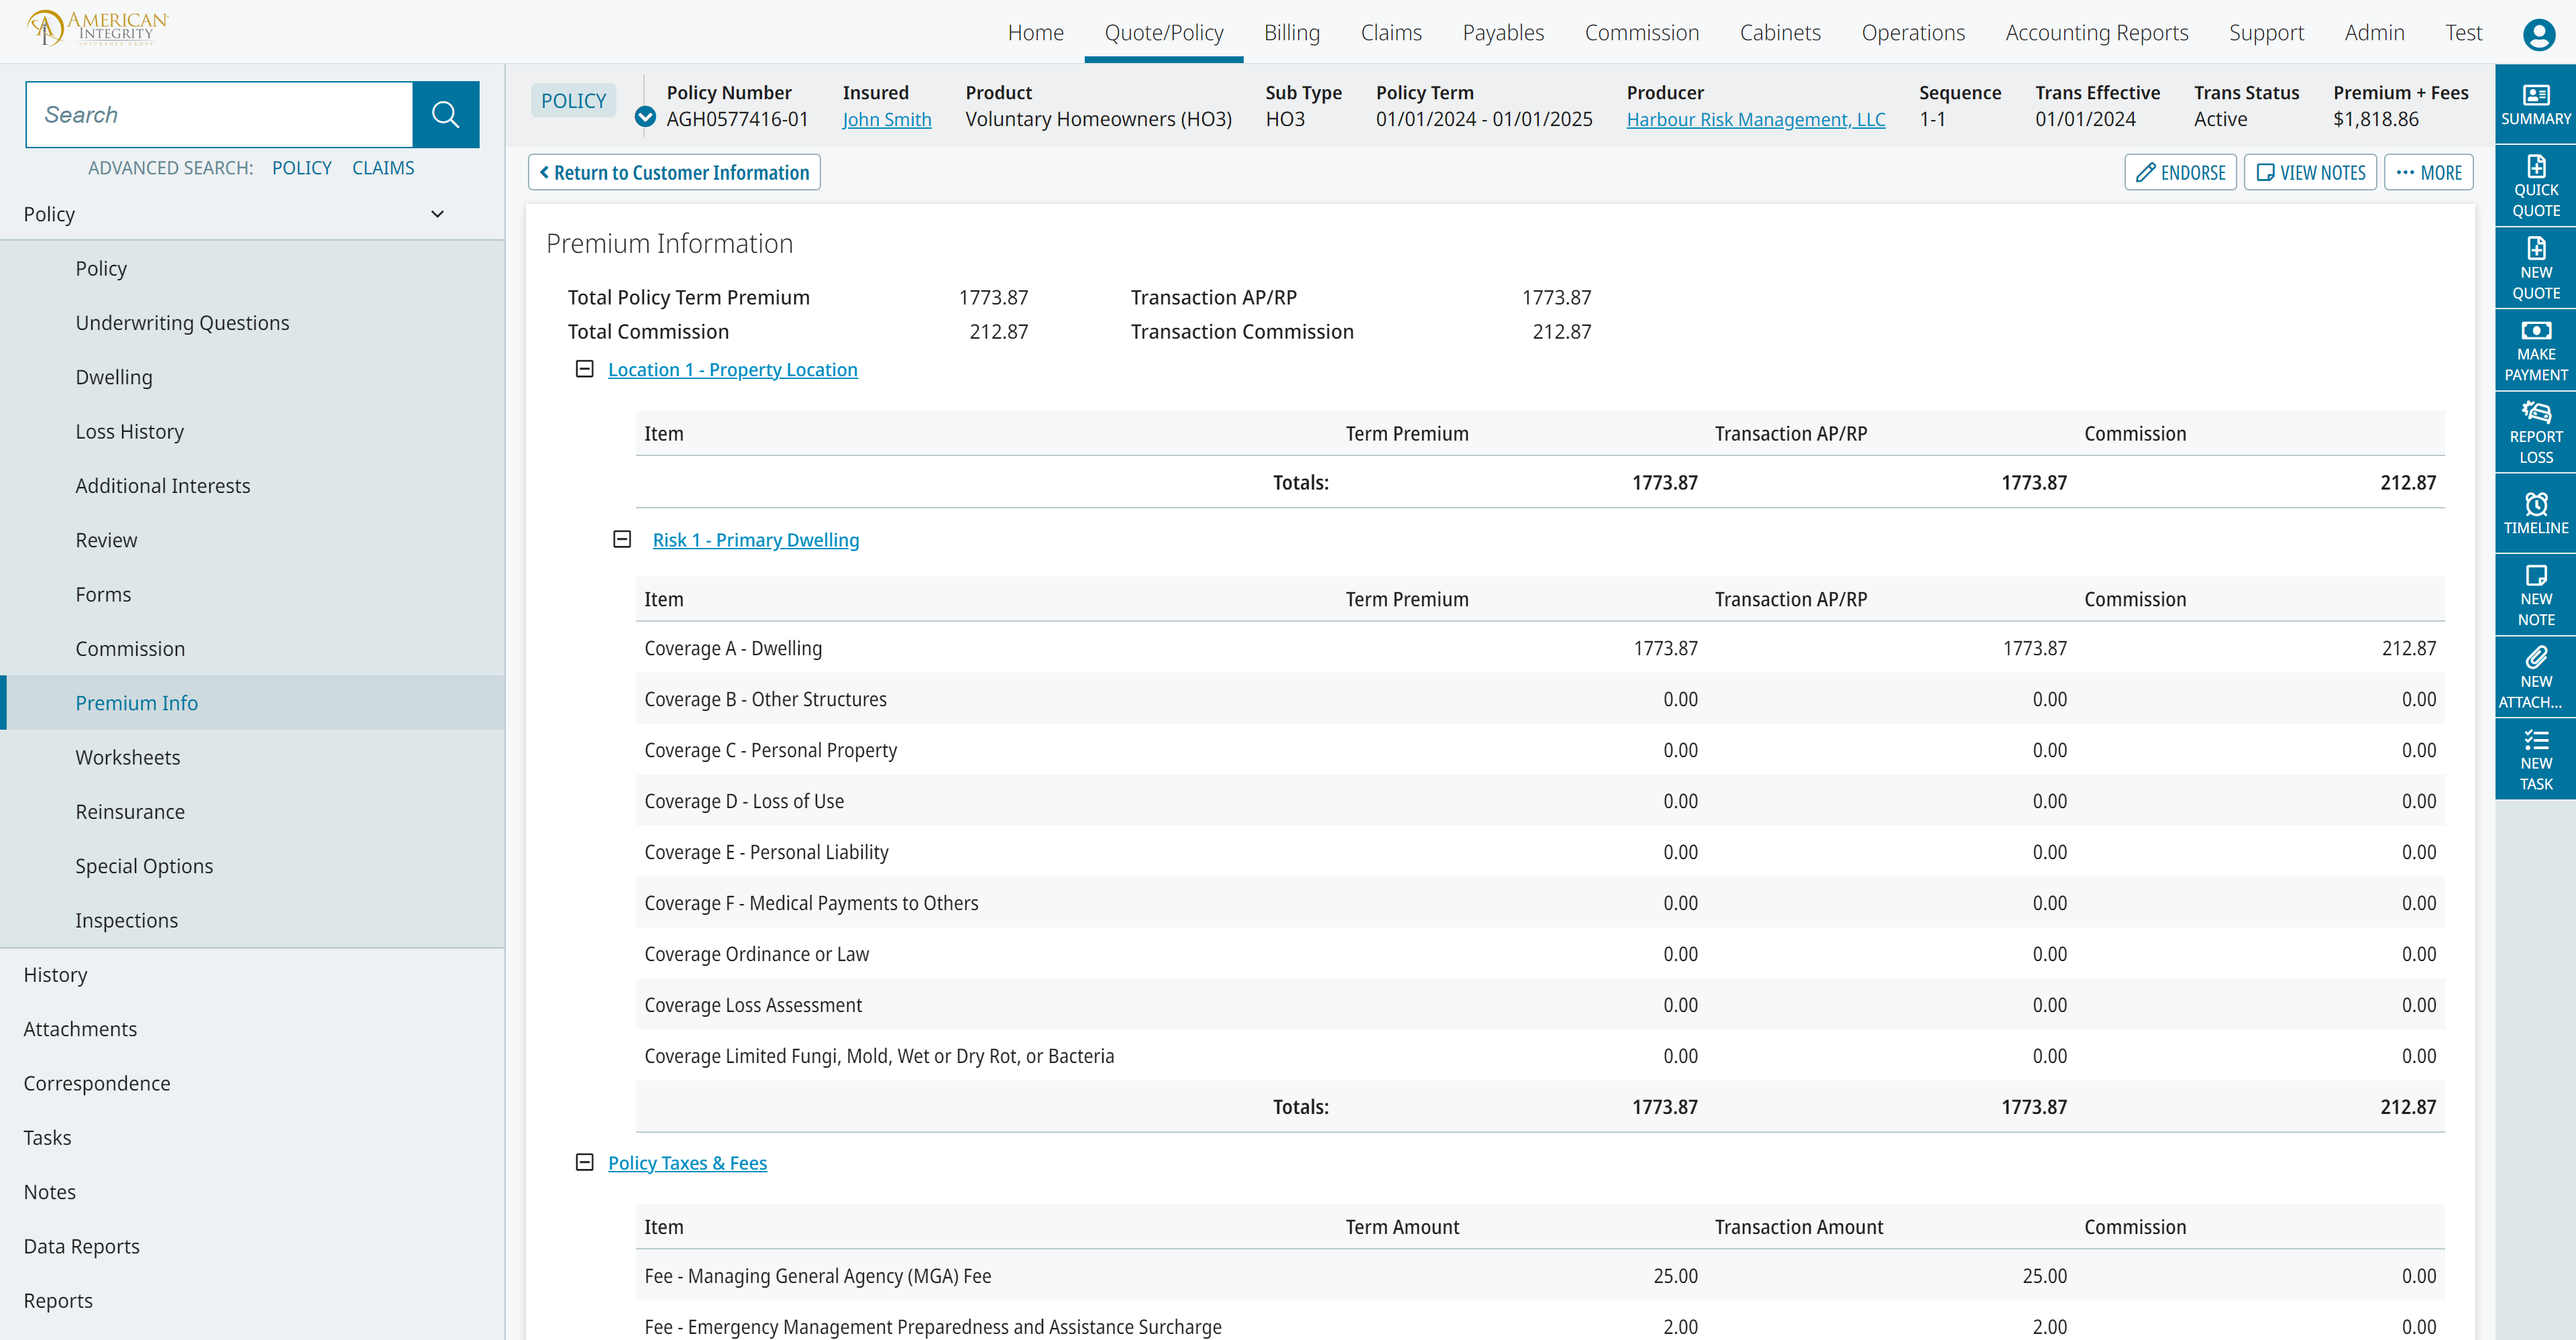 AMERICAN
INTEGRITY
INSURANCE GROUP
Home Quote/Policy Billing Claims Payables Commission Cabinets Operations Accounting Reports Support Admin Test
Search
ADVANCED SEARCH: POLICY CLAIMS
Policy
Policy
Underwriting Questions
Dwelling
Loss History
Additional Interests
Review
Forms
Commission
Premium Info
Worksheets
Reinsurance
Special Options
Inspections
History
Attachments
Correspondence
Tasks
Notes
Data Reports
Reports
POLICY
Policy Number Insured Product Sub Type Policy Term Producer Sequence Trans Effective Trans Status Premium + Fees
AGH0577416-01 John Smith Voluntary Homeowners (HO3) HO3 01/01/2024 - 01/01/2025 Harbour Risk Management, LLC 1-1 01/01/2024 Active $1,818.86
Return to Customer Information ENDORSE VIEW NOTES MORE
Premium Information
Total Policy Term Premium 1773.87 Transaction AP/RP 1773.87
Total Commission 212.87 Transaction Commission 212.87
Location 1 - Property Location
Item Term Premium Transaction AP/RP Commission
Totals: 1773.87 1773.87 212.87
Risk 1 - Primary Dwelling
Item Term Premium Transaction AP/RP Commission
Coverage A - Dwelling 1773.87 1773.87 212.87
Coverage B - Other Structures 0.00 0.00 0.00
Coverage C - Personal Property 0.00 0.00 0.00
Coverage D - Loss of Use 0.00 0.00 0.00
Coverage E - Personal Liability 0.00 0.00 0.00
Coverage F - Medical Payments to Others 0.00 0.00 0.00
Coverage Ordinance or Law 0.00 0.00 0.00
Coverage Loss Assessment 0.00 0.00 0.00
Coverage Limited Fungi, Mold, Wet or Dry Rot, or Bacteria 0.00 0.00 0.00
Totals: 1773.87 1773.87 212.87
Policy Taxes & Fees
Item Term Amount Transaction Amount Commission
Fee - Managing General Agency (MGA) Fee 25.00 25.00 0.00
Fee - Emergency Management Preparedness and Assistance Surcharge 2.00 2.00 0.00
SUMMARY
QUICK
QUOTE
NEW
QUOTE
MAKE
PAYMENT
REPORT
LOSS
TIMELINE
NEW
NOTE
NEW
ATTACH...
NEW
TASK